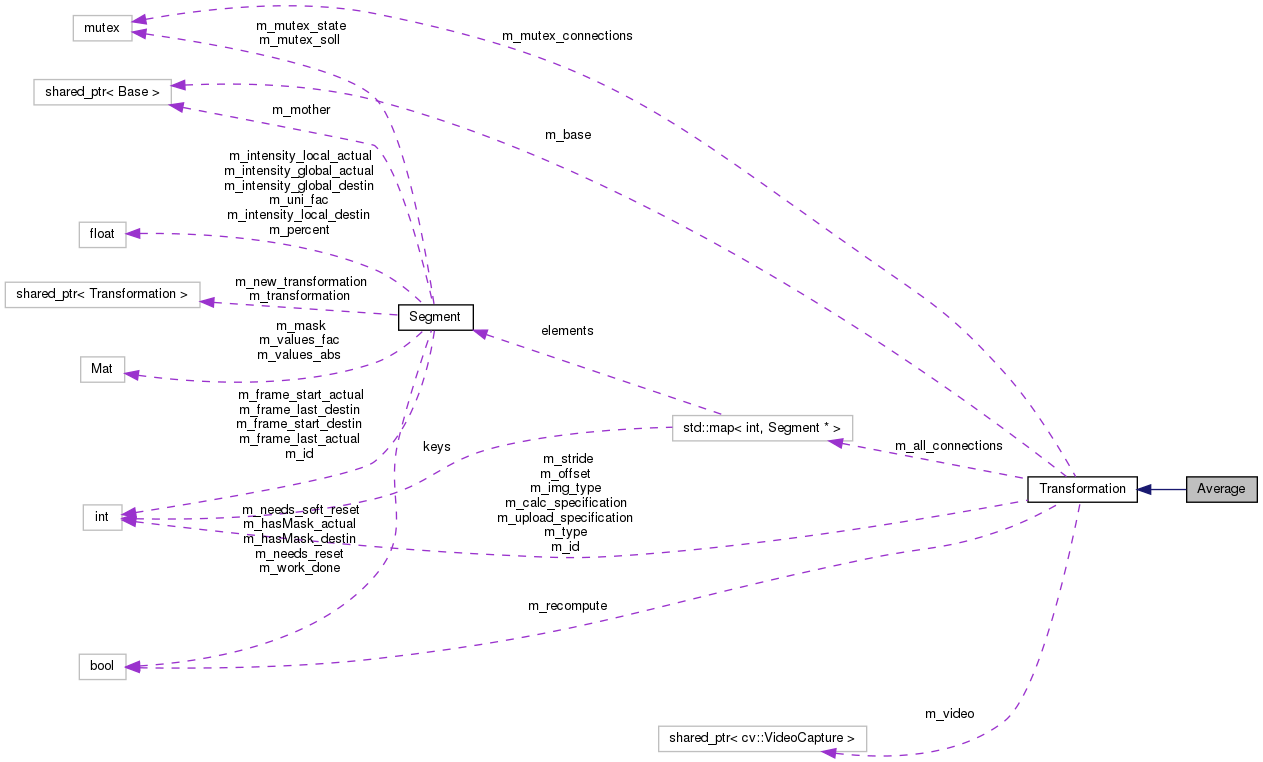 mutex
m_mutex_state
m_mutex_soll
m_mutex_connections
shared_ptr< Base >
m_mother
m_base
m_intensity_local_actual
m_intensity_global_actual
m_intensity_global_destin
m_uni_fac
m_intensity_local_destin
m_percent
float
shared_ptr< Transformation >
m_new_transformation
m_transformation
Segment
m_mask
m_values_fac
m_values_abs
Mat
elements
m_frame_start_actual
m_frame_last_destin
m_frame_start_destin
m_frame_last_actual
m_id
keys
std::map< int, Segment * >
m_all_connections
m_stride
m_offset
m_img_type
m_calc_specification
m_upload_specification
m_type
m_id
Transformation
Average
int
m_needs_soft_reset
m_hasMask_actual
m_hasMask_destin
m_needs_reset
m_work_done
m_recompute
bool
m_video
shared_ptr< cv::VideoCapture >